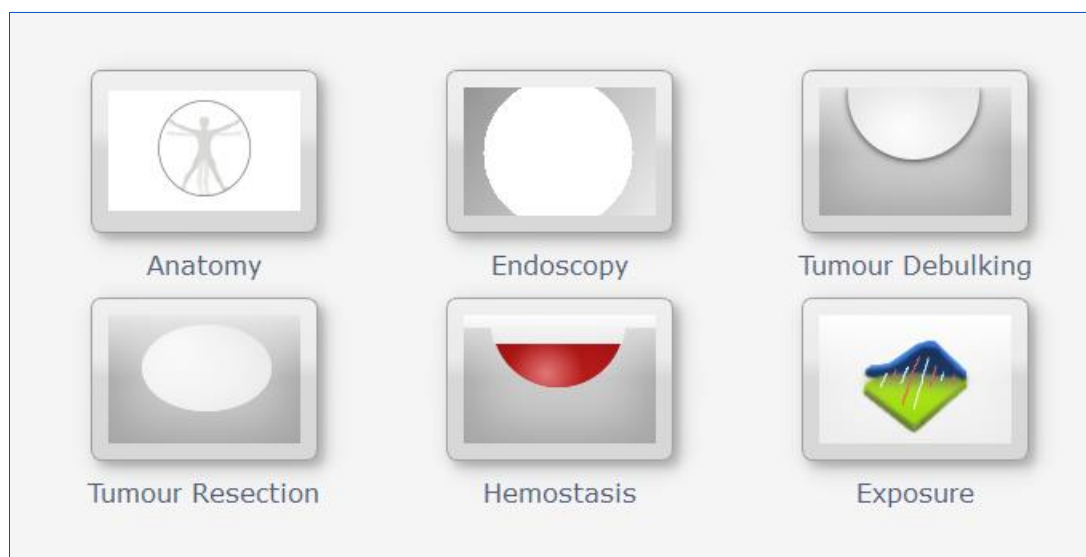 Anatomy
Endoscopy
Tumour Debulking
Tumour Resection
Hemostasis
Exposure